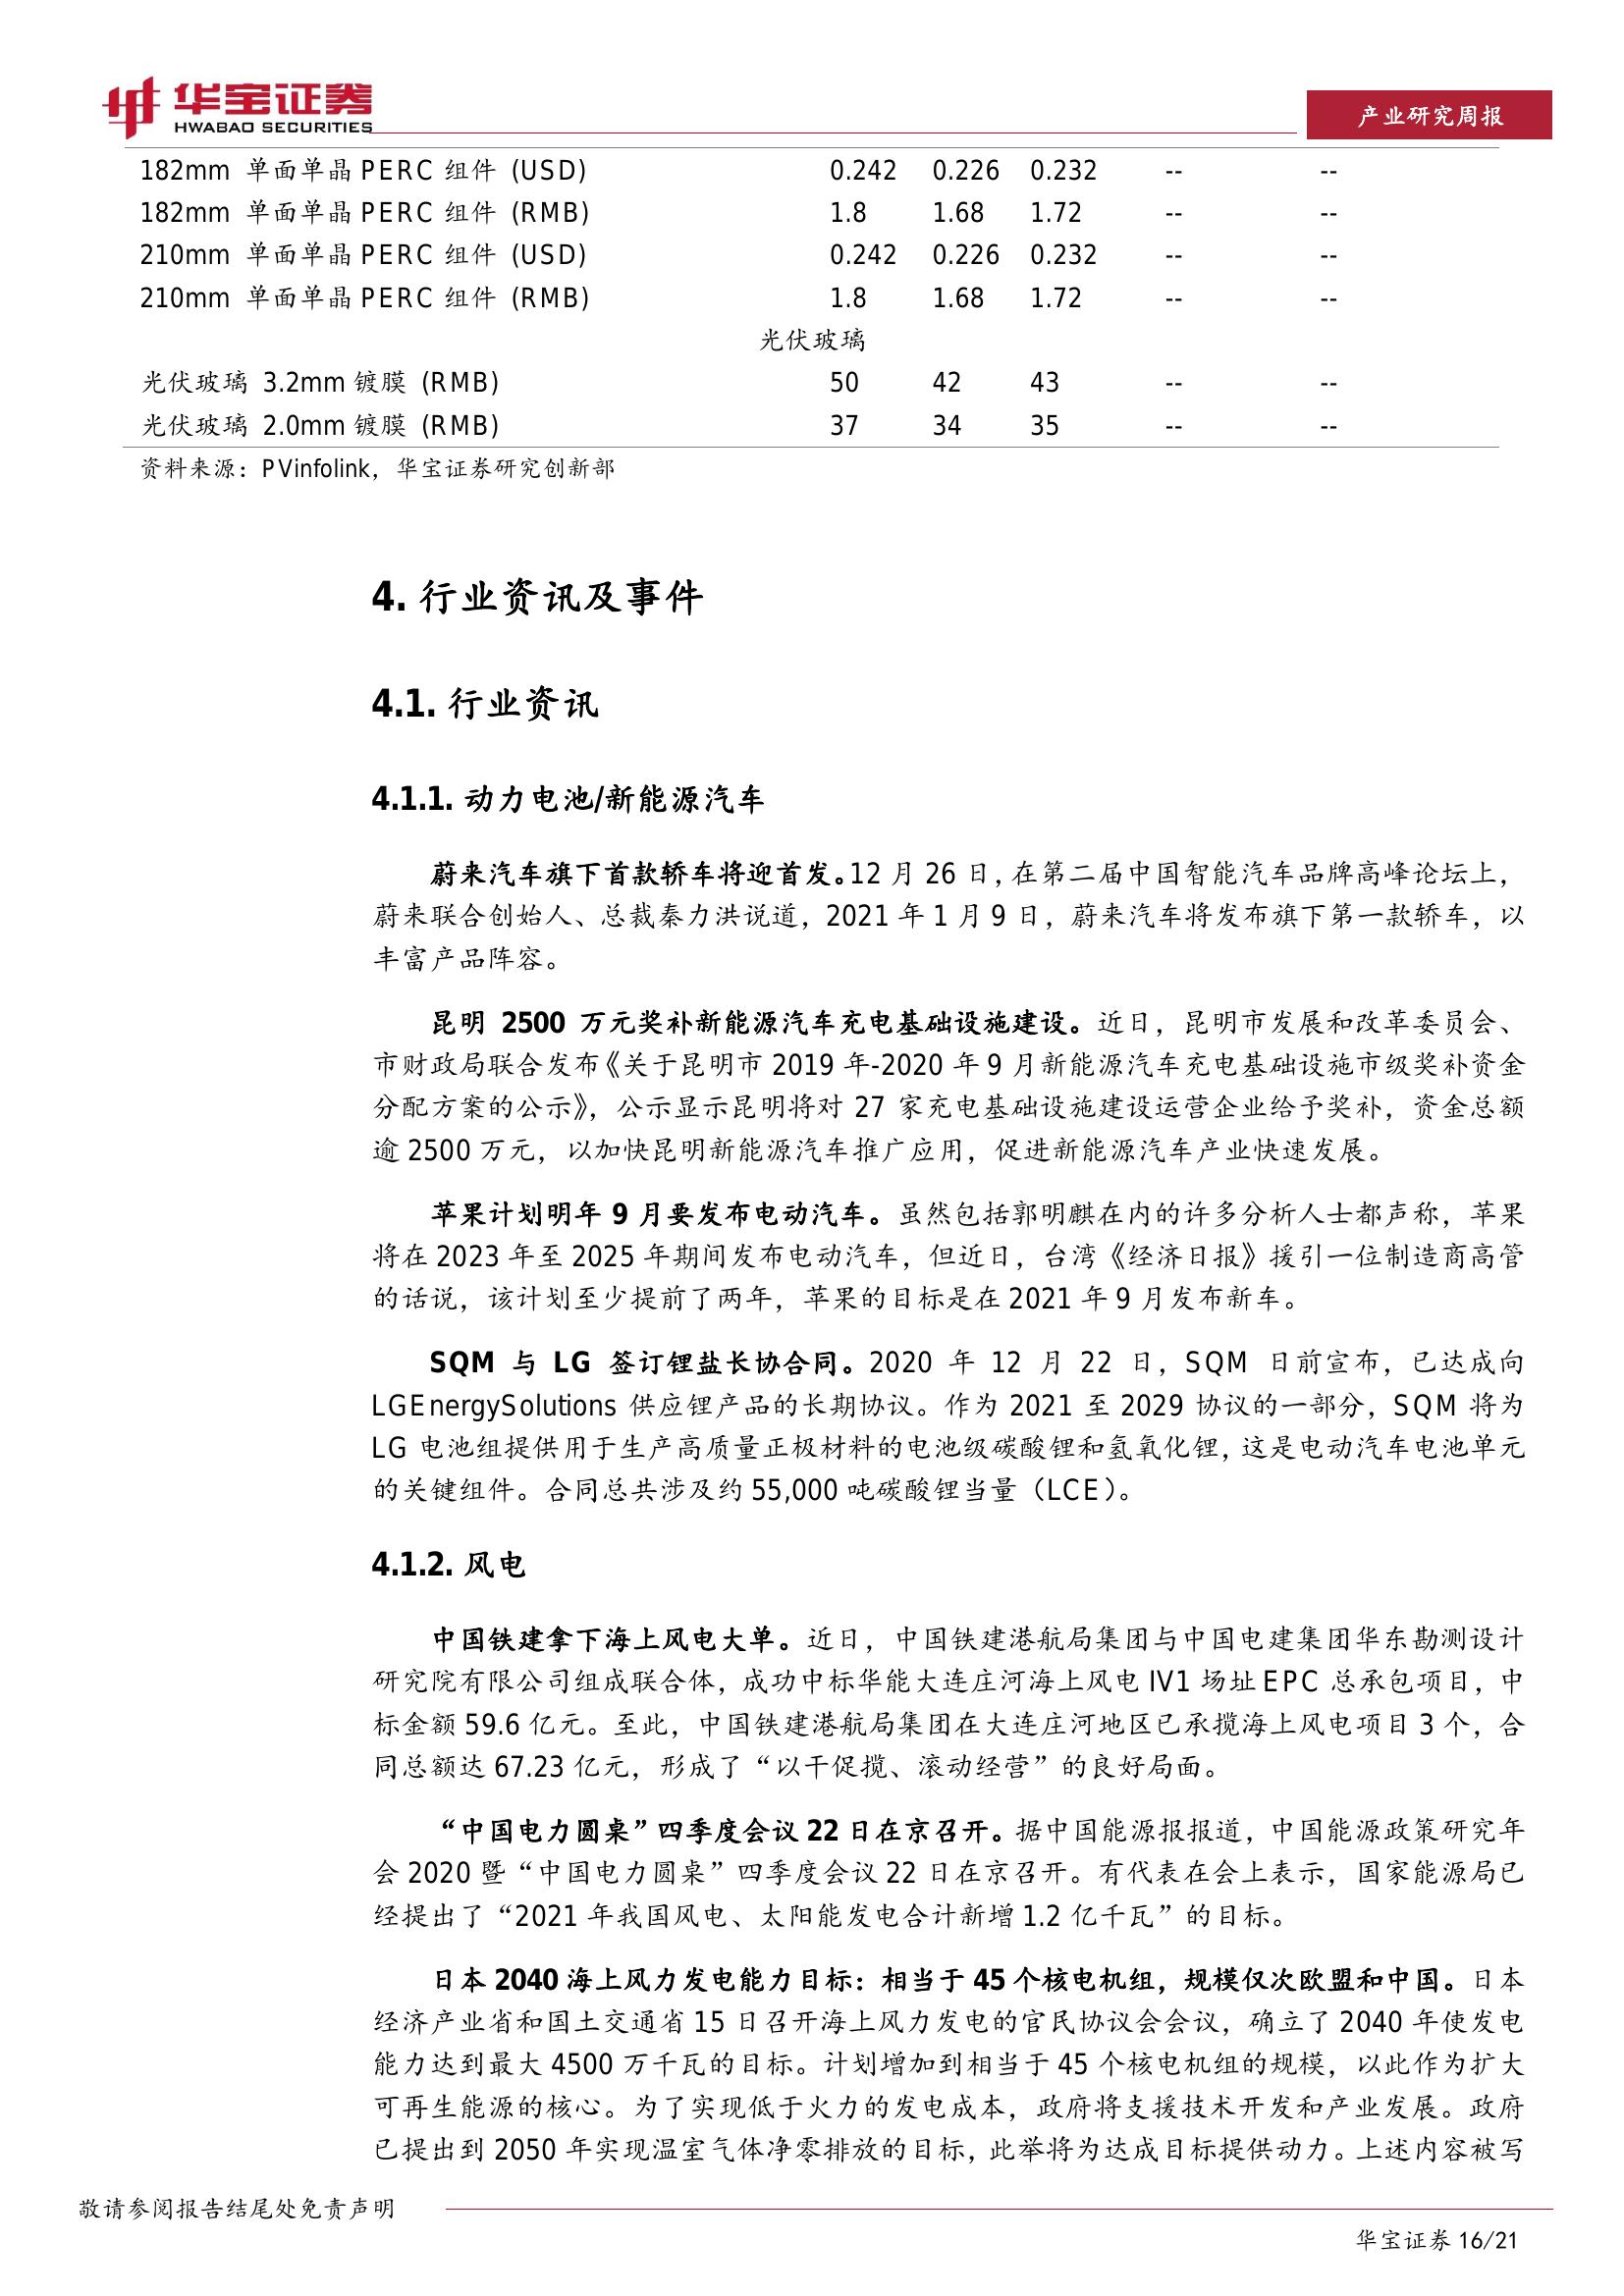 华宝证券
HWABAO SECURITIES
产业研究周报
182mm 单面单晶 PERC 组件 (USD) 0.242 0.226 0.232 -- --
182mm 单面单晶 PERC 组件 (RMB) 1.8 1.68 1.72 -- --
210mm 单面单晶 PERC 组件 (USD) 0.242 0.226 0.232 -- --
210mm 单面单晶 PERC 组件 (RMB) 1.8 1.68 1.72 -- --
光伏玻璃
光伏玻璃 3.2mm 镀膜 (RMB) 50 42 43 -- --
光伏玻璃 2.0mm 镀膜 (RMB) 37 34 35 -- --
资料来源：PVinfolink，华宝证券研究创新部
4. 行业资讯及事件
4.1. 行业资讯
4.1.1. 动力电池/新能源汽车
蔚来汽车旗下首款轿车将迎首发。12 月 26 日，在第二届中国智能汽车品牌高峰论坛上，
蔚来联合创始人、总裁秦力洪说道，2021 年 1 月 9 日，蔚来汽车将发布旗下第一款轿车，以
丰富产品阵容。
昆明 2500 万元奖补新能源汽车充电基础设施建设。近日，昆明市发展和改革委员会、
市财政局联合发布《关于昆明市 2019 年-2020 年 9 月新能源汽车充电基础设施市级奖补资金
分配方案的公示》，公示显示昆明将对 27 家充电基础设施建设运营企业给予奖补，资金总额
逾 2500 万元，以加快昆明新能源汽车推广应用，促进新能源汽车产业快速发展。
苹果计划明年 9 月要发布电动汽车。虽然包括郭明麒在内的许多分析人士都声称，苹果
将在 2023 年至 2025 年期间发布电动汽车，但近日，台湾《经济日报》援引一位制造商高管
的话说，该计划至少提前了两年，苹果的目标是在 2021 年 9 月发布新车。
SQM 与 LG 签订锂盐长协合同。2020 年 12 月 22 日，SQM 日前宣布，已达成向
LGEnergySolutions 供应锂产品的长期协议。作为 2021 至 2029 协议的一部分，SQM 将为
LG 电池组提供用于生产高质量正极材料的电池级碳酸锂和氢氧化锂，这是电动汽车电池单元
的关键组件。合同总共涉及约 55,000 吨碳酸锂当量（LCE）。
4.1.2. 风电
中国铁建拿下海上风电大单。近日，中国铁建港航局集团与中国电建集团华东勘测设计
研究院有限公司组成联合体，成功中标华能大连庄河海上风电 IV1 场址 EPC 总承包项目，中
标金额 59.6 亿元。至此，中国铁建港航局集团在大连庄河地区已承揽海上风电项目 3 个，合
同总额达 67.23 亿元，形成了“以干促揽、滚动经营”的良好局面。
“中国电力圆桌”四季度会议 22 日在京召开。据中国能源报报道，中国能源政策研究年
会 2020 暨“中国电力圆桌”四季度会议 22 日在京召开。有代表在会上表示，国家能源局已
经提出了“2021 年我国风电、太阳能发电合计新增 1.2 亿千瓦”的目标。
日本 2040 海上风力发电能力目标：相当于 45 个核电机组，规模仅次欧盟和中国。日本
经济产业省和国土交通省 15 日召开海上风力发电的官民协议会会议，确立了 2040 年使发电
能力达到最大 4500 万千瓦的目标。计划增加到相当于 45 个核电机组的规模，以此作为扩大
可再生能源的核心。为了实现低于火力的发电成本，政府将支援技术开发和产业发展。政府
已提出到 2050 年实现温室气体净零排放的目标，此举将为达成目标提供动力。上述内容被写
敬请参阅报告结尾处免责声明
华宝证券 16/21